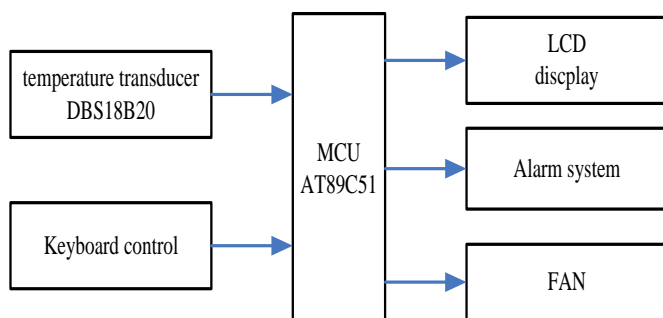 temperature transducer
DBS18B20
Keyboard control
MCU
AT89C51
LCD
discplay
Alarm system
FAN